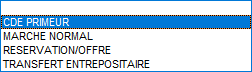 CDE PRIMEUR
MARCHE NORMAL
RESERVATION/OFFRE
TRANSFERT ENTREPOSITAIRE